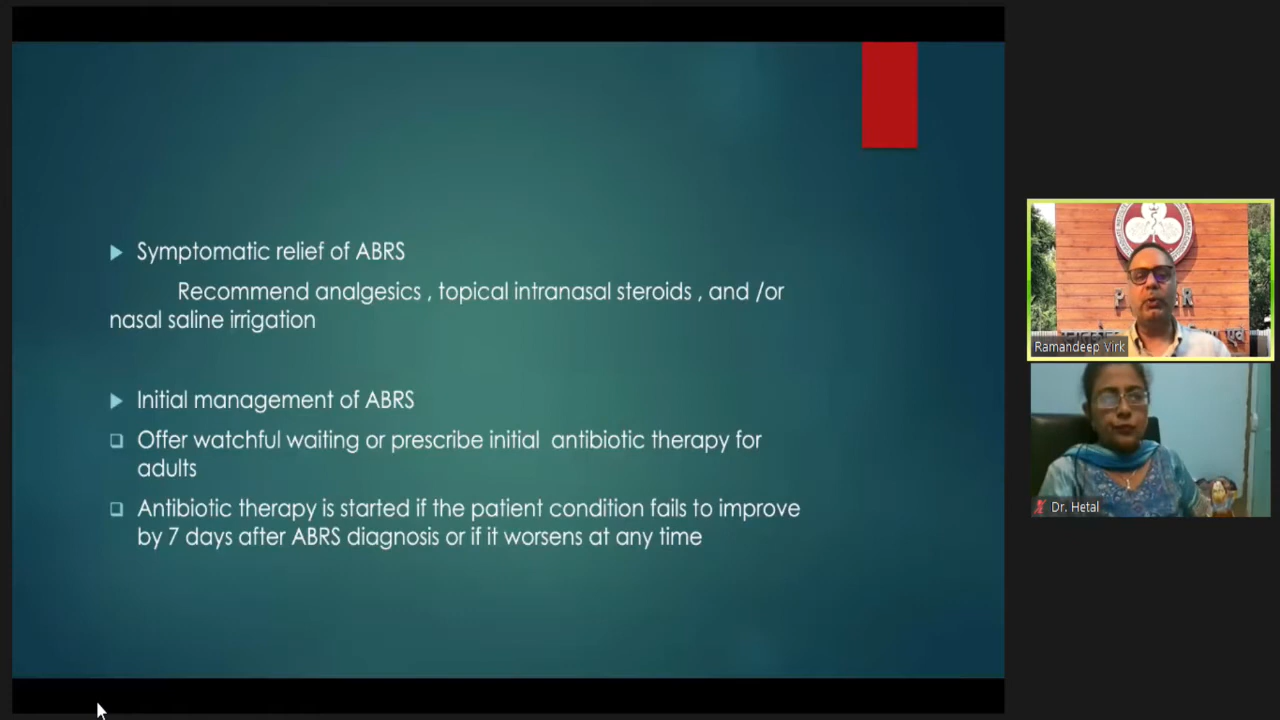 Symptomatic relief of ABRS
Recommend analgesics , topical intranasal steroids , and /or
nasal saline irrigation
Initial management of ABRS
Offer watchful waiting or prescribe initial antibiotic therapy for
adults
Antibiotic therapy is started if the patient condition fails to improve
by 7 days after ABRS diagnosis or if it worsens at any time
Ramandeep Virk
Dr. Hetal